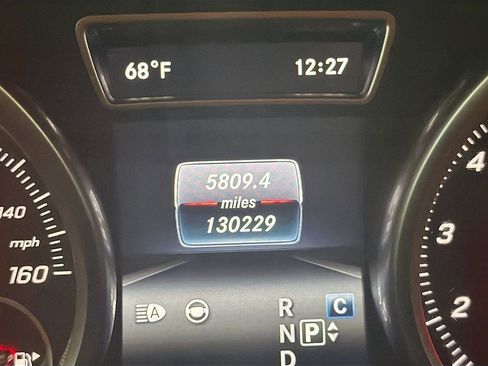 68°F 12:27
5809.4
miles
130229
140
mph
160
4
3
2
A
R C
N P
D